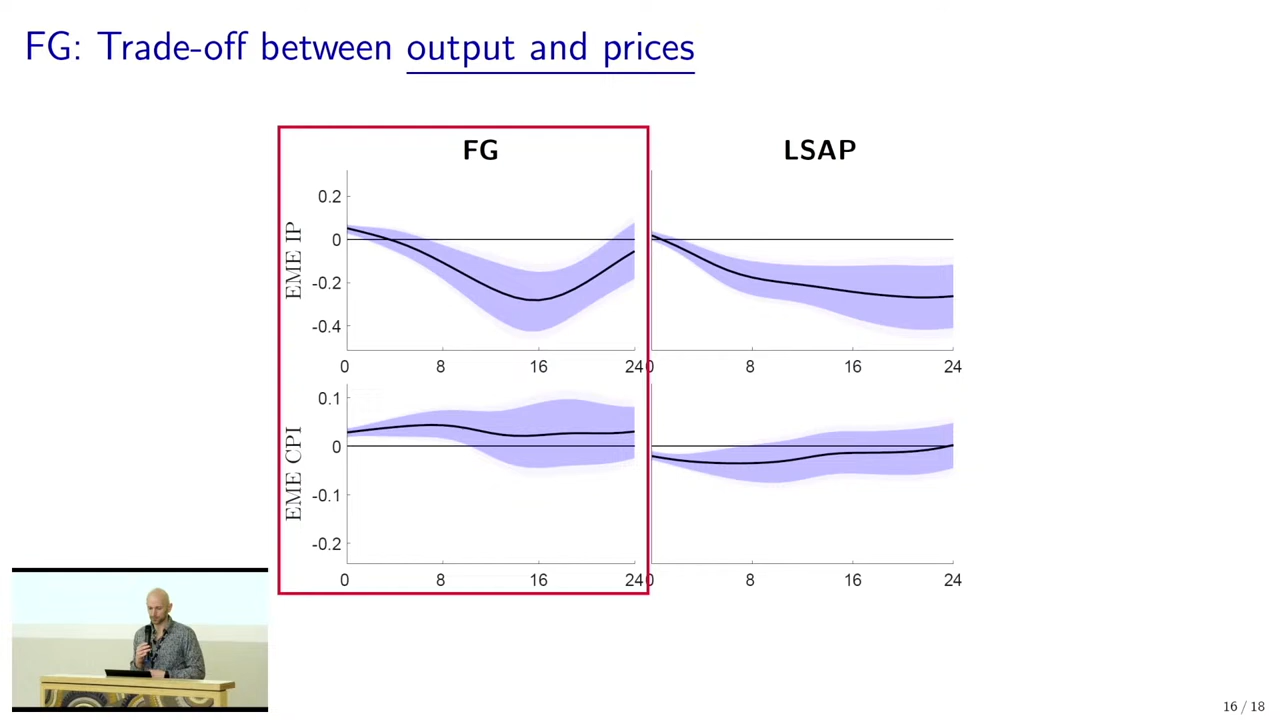 FG: Trade-off between output and prices
FG
LSAP
EME IP
0.2
0
-0.2
-0.4
0 8 16 24
0 8 16 24
EME CPI
0.1
0
-0.1
-0.2
0 8 16 24
0 8 16 24
16 / 18